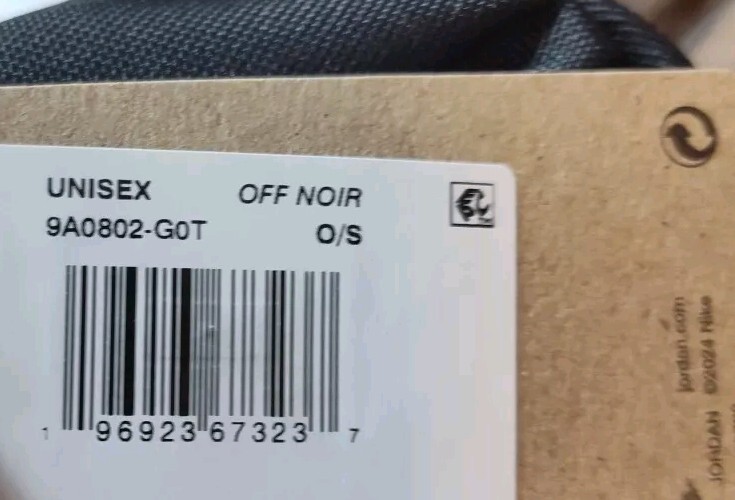 UNISEX OFF NOIR
9A0802-G0T O/S
1 96923 67323 7
jordan.com
JORDAN ©2024 Nike